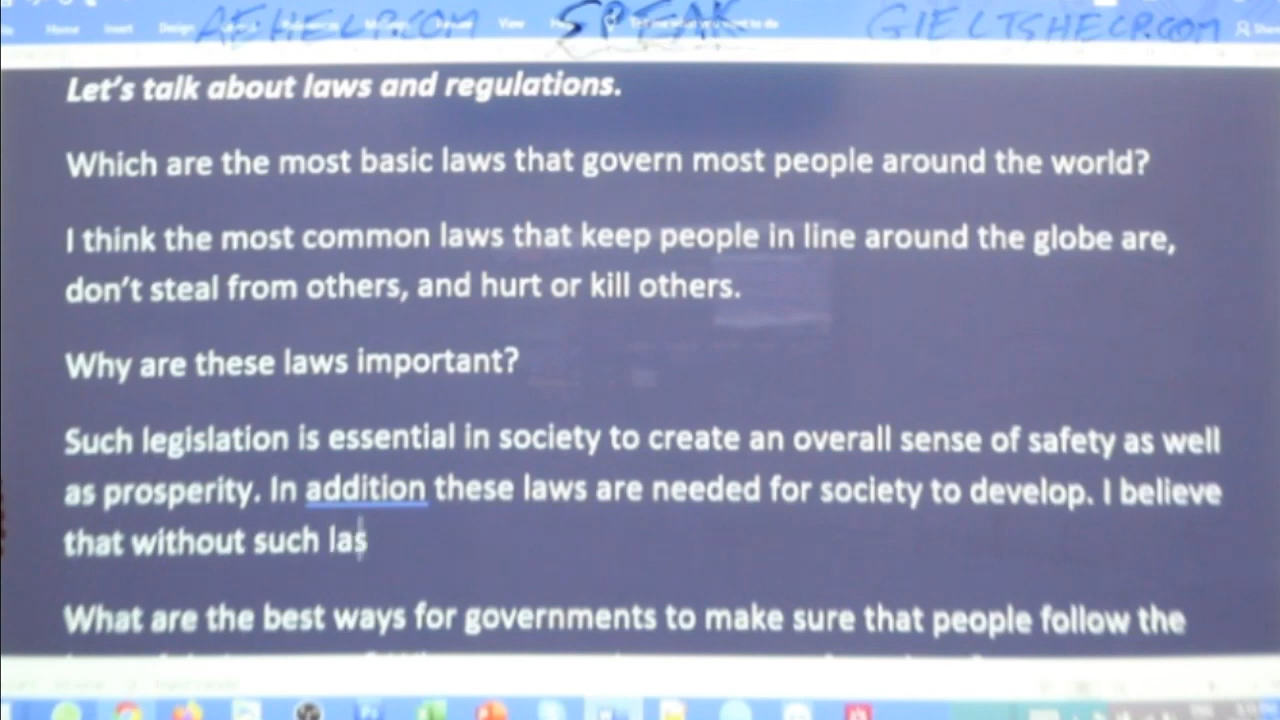 AEHELP.COM SPEAK GIELTSHELP.COM
Home Insert Design View
Let's talk about laws and regulations.
Which are the most basic laws that govern most people around the world?
I think the most common laws that keep people in line around the globe are,
don't steal from others, and hurt or kill others.
Why are these laws important?
Such legislation is essential in society to create an overall sense of safety as well
as prosperity. In addition these laws are needed for society to develop. I believe
that without such las
What are the best ways for governments to make sure that people follow the